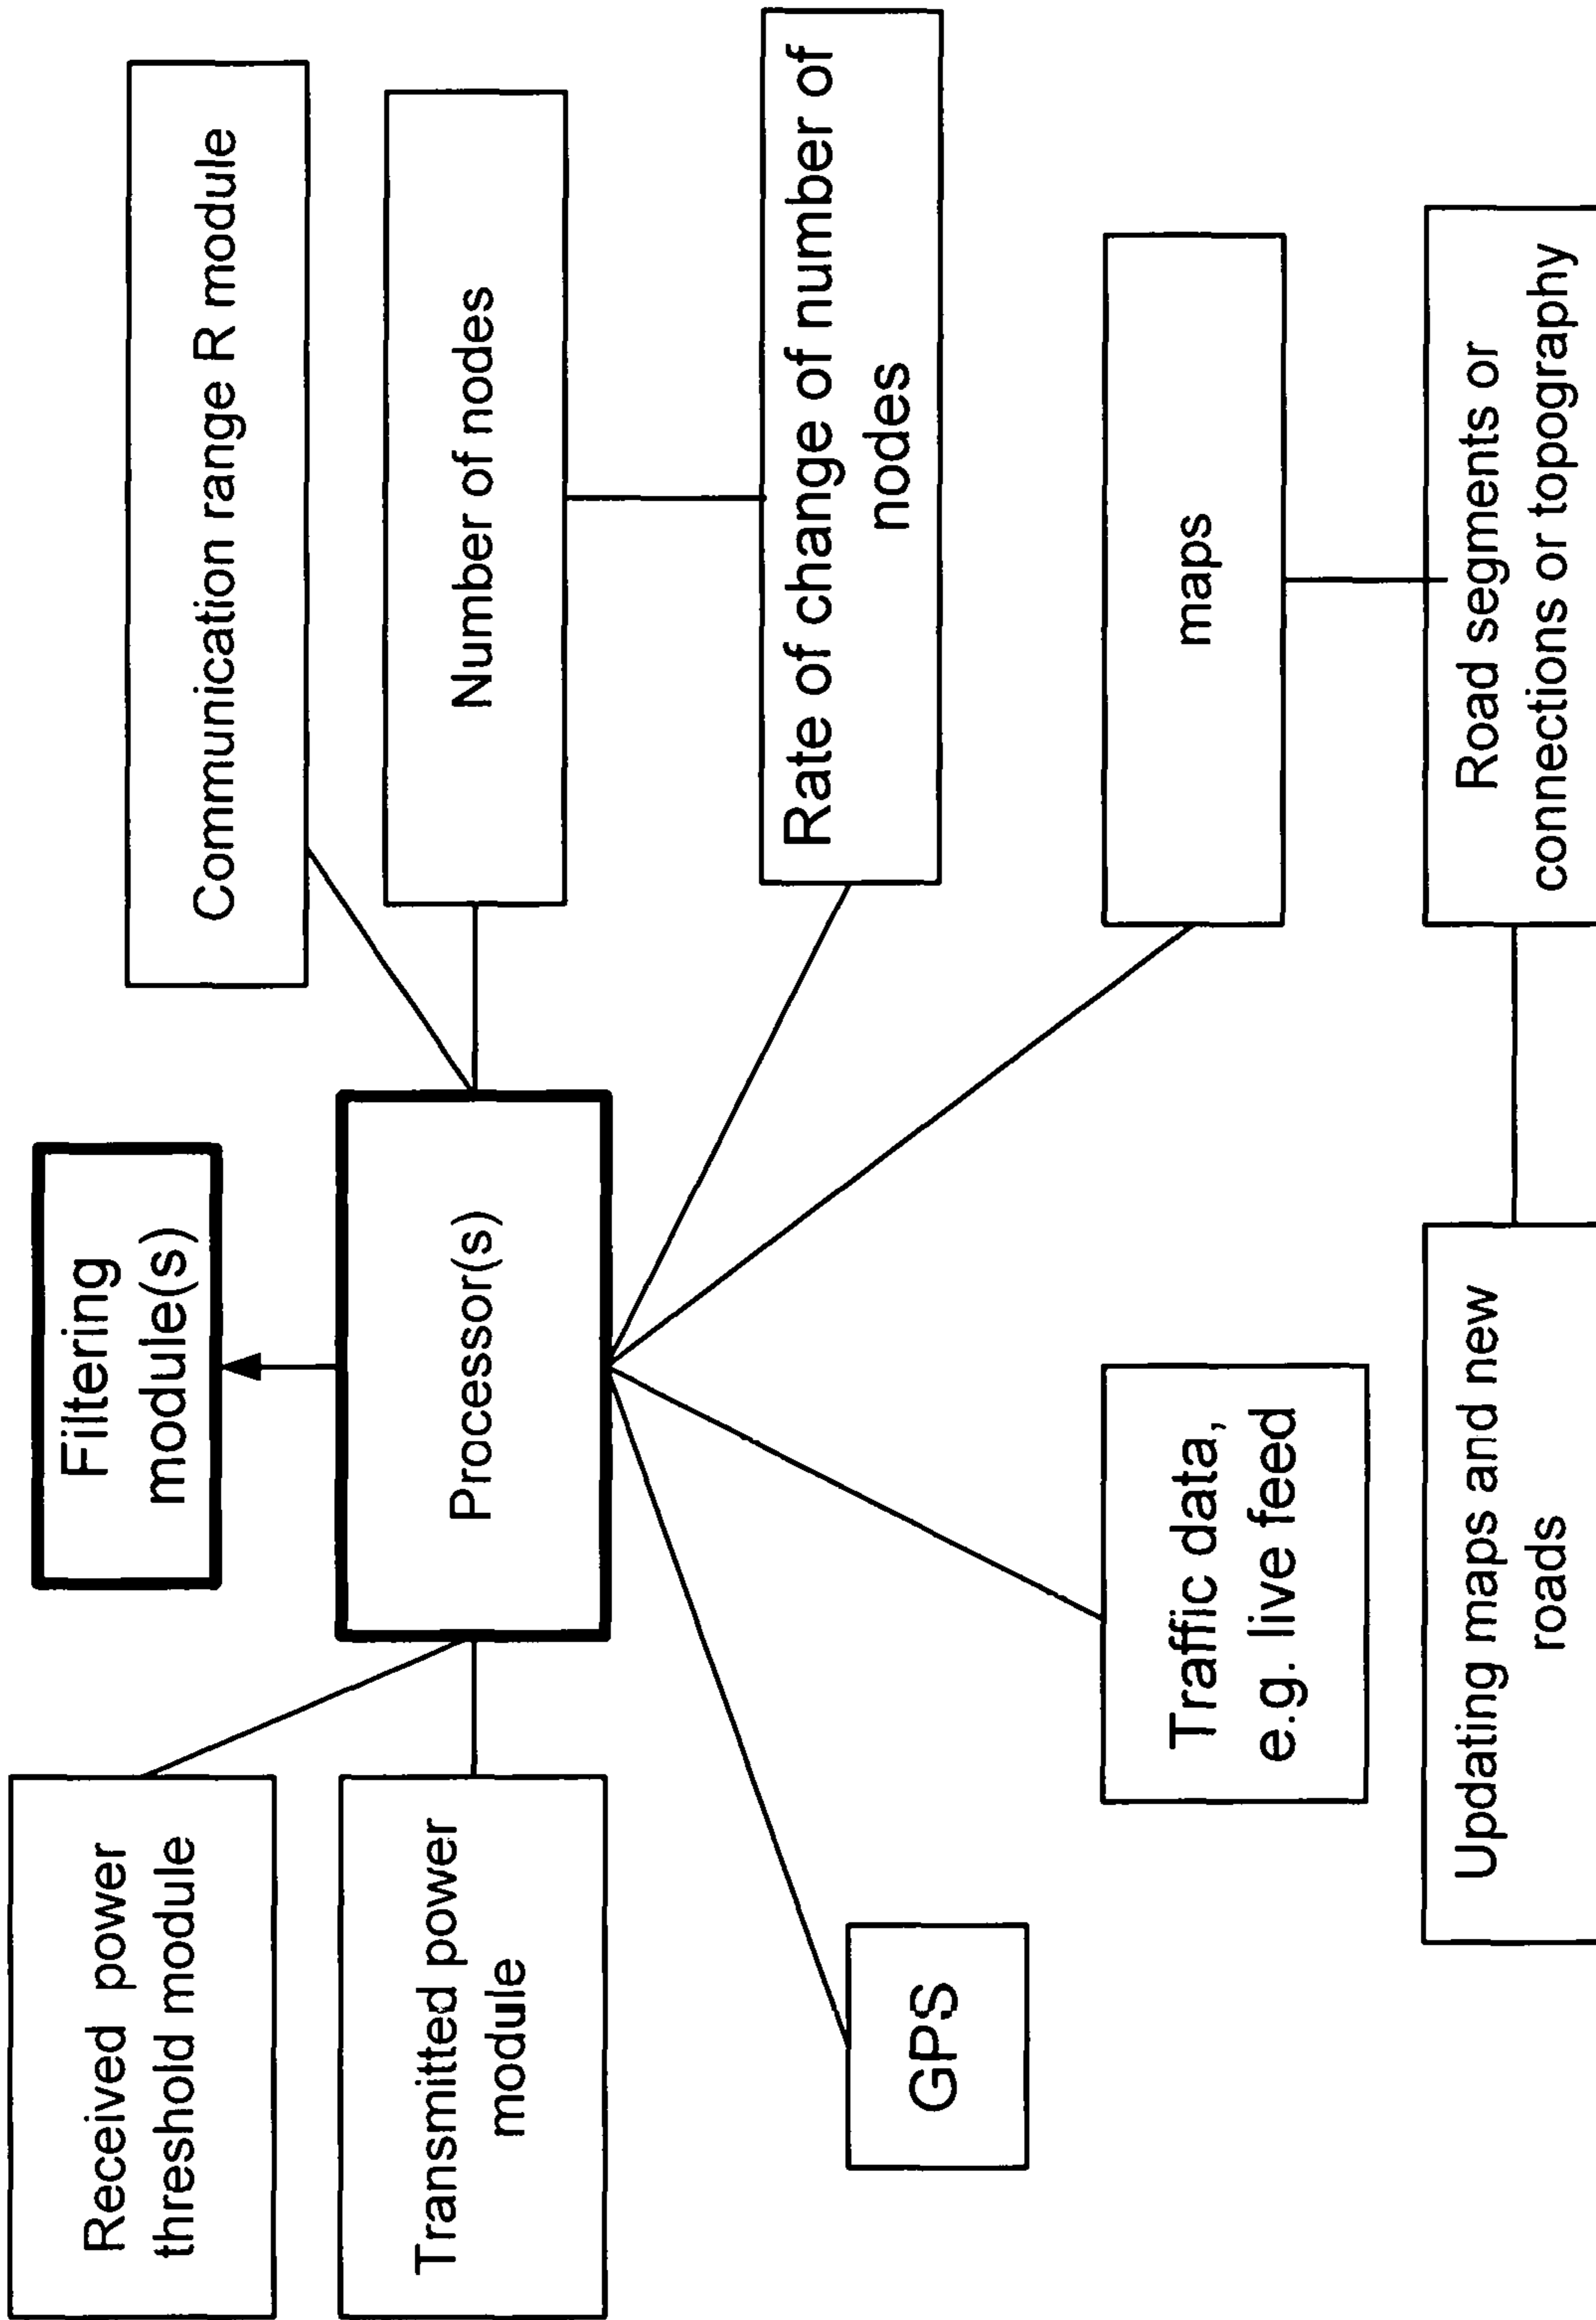 Filtering
module(s)
Received power
threshold module
Communication range R module
Transmitted power
module
Processor(s)
Number of nodes
GPS
Rate of change of number of
nodes
Traffic data,
e.g. live feed
maps
Updating maps and new
roads
Road segments or
connections or topography